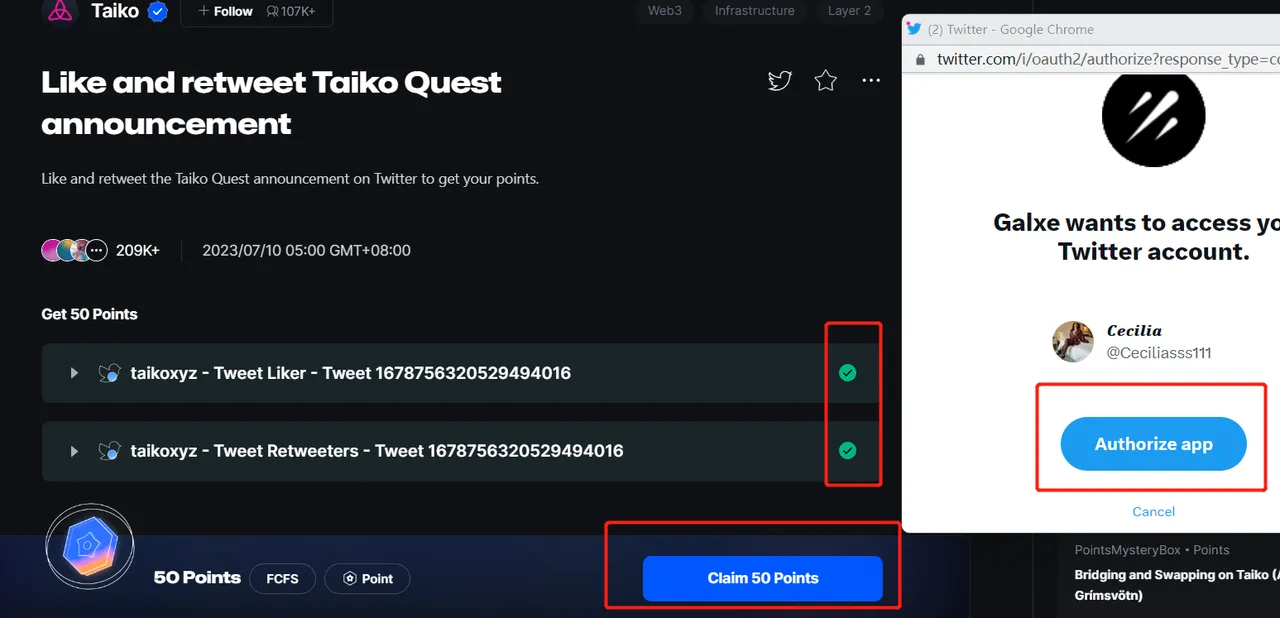 Taiko
+ Follow 107K+
Web3
Infrastructure
Layer 2
Like and retweet Taiko Quest
announcement
Like and retweet the Taiko Quest announcement on Twitter to get your points.
209K+
2023/07/10 05:00 GMT+08:00
Get 50 Points
taikoxyz - Tweet Liker - Tweet 1678756320529494016
taikoxyz - Tweet Retweeters - Tweet 1678756320529494016
50 Points
FCFS
Point
Claim 50 Points
(2) Twitter - Google Chrome
twitter.com/i/oauth2/authorize?response_type=co
Galxe wants to access yo
Twitter account.
Cecilia
@Ceciliasss111
Authorize app
Cancel
PointsMysteryBox • Points
Bridging and Swapping on Taiko (A
Grímsvötn)